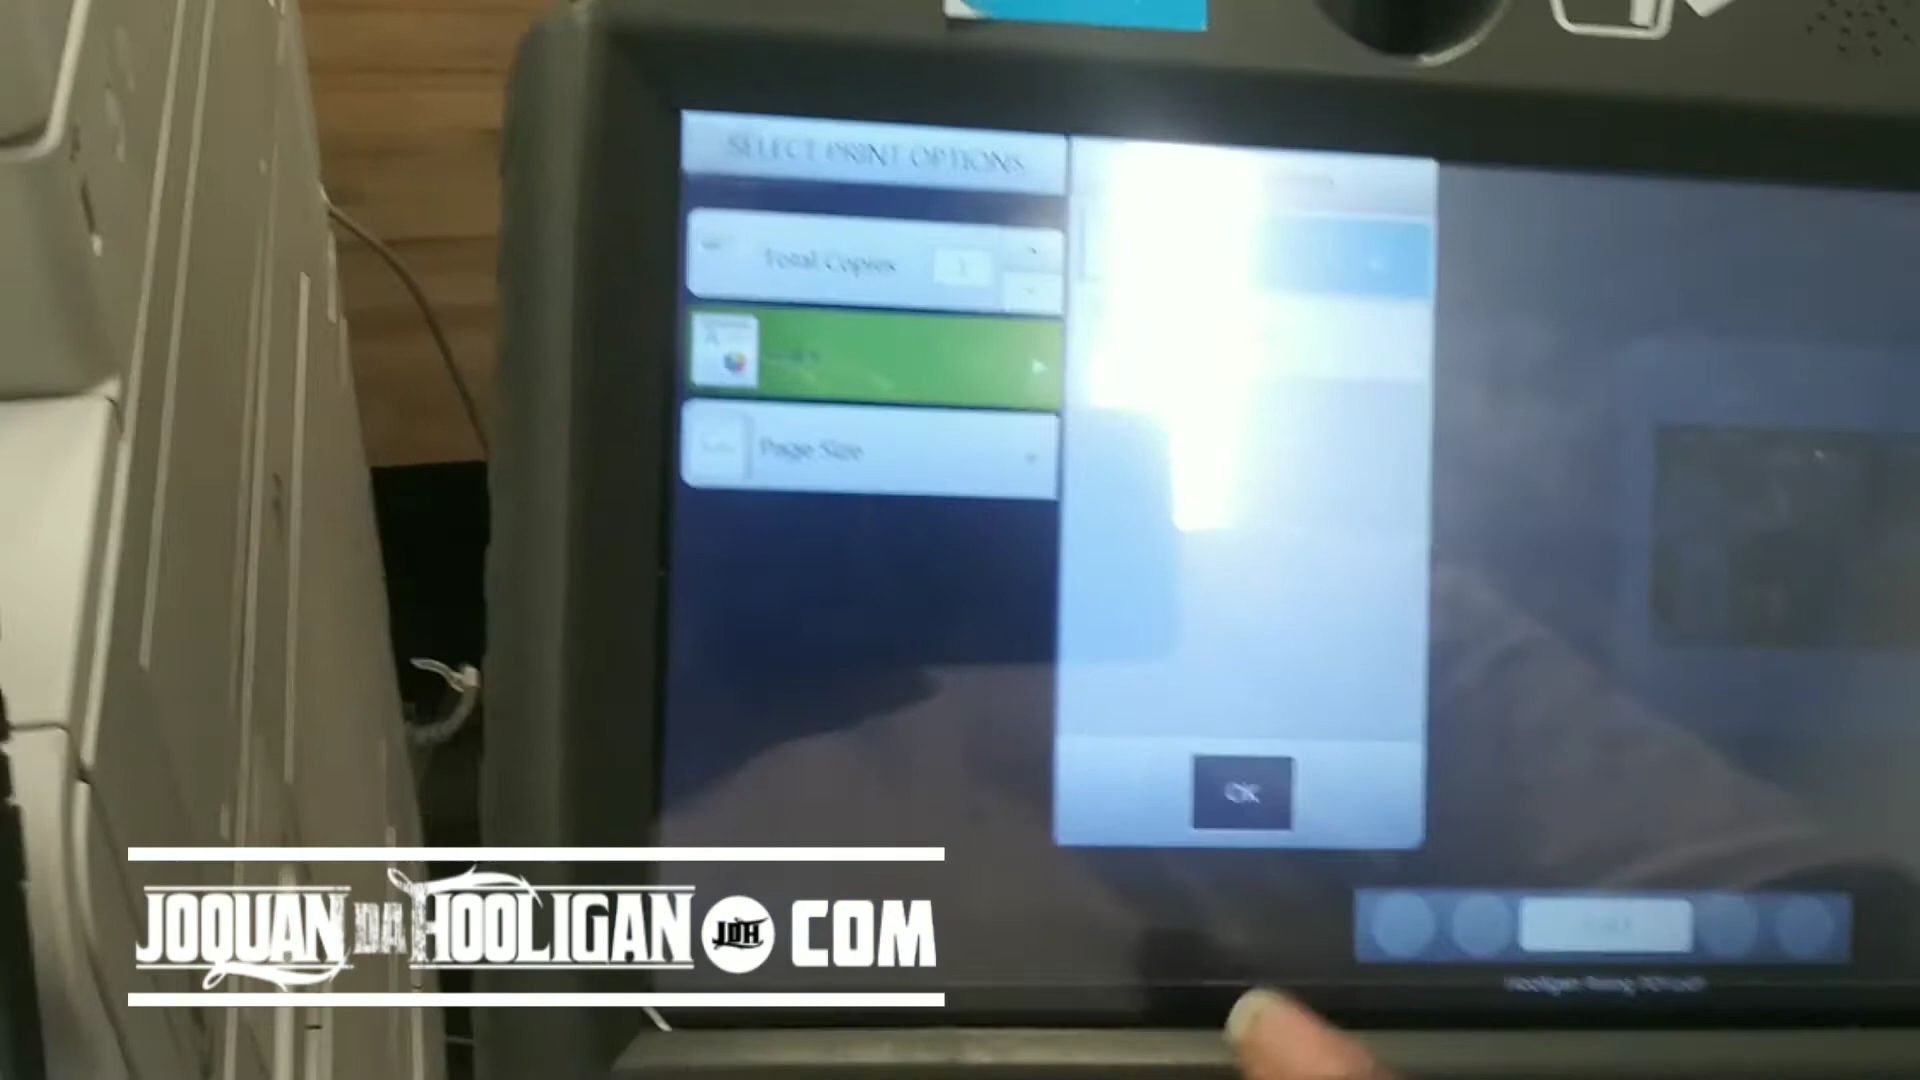 SELECT PRINT OPTIONS
Total Copies 1
Page Size
OK
JOQUAN DA HOOLIGAN JDH COM